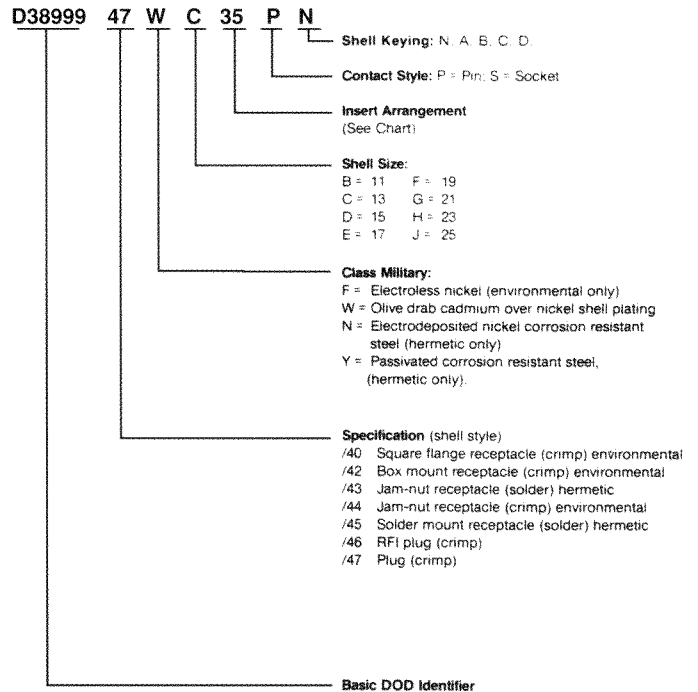 D38999 47 W C 35 P N
Shell Keying: N, A, B, C, D.
Contact Style: P = Pin; S = Socket
Insert Arrangement
(See Chart)
Shell Size:
B = 11 F = 19
C = 13 G = 21
D = 15 H = 23
E = 17 J = 25
Class Military:
F = Electroless nickel (environmental only)
W = Olive drab cadmium over nickel shell plating
N = Electrodeposited nickel corrosion resistant
steel (hermetic only)
Y = Passivated corrosion resistant steel,
(hermetic only).
Specification (shell style)
/40 Square flange receptacle (crimp) environmental
/42 Box mount receptacle (crimp) environmental
/43 Jam-nut receptacle (solder) hermetic
/44 Jam-nut receptacle (crimp) environmental
/45 Solder mount receptacle (solder) hermetic
/46 RFI plug (crimp)
/47 Plug (crimp)
Basic DOD Identifier